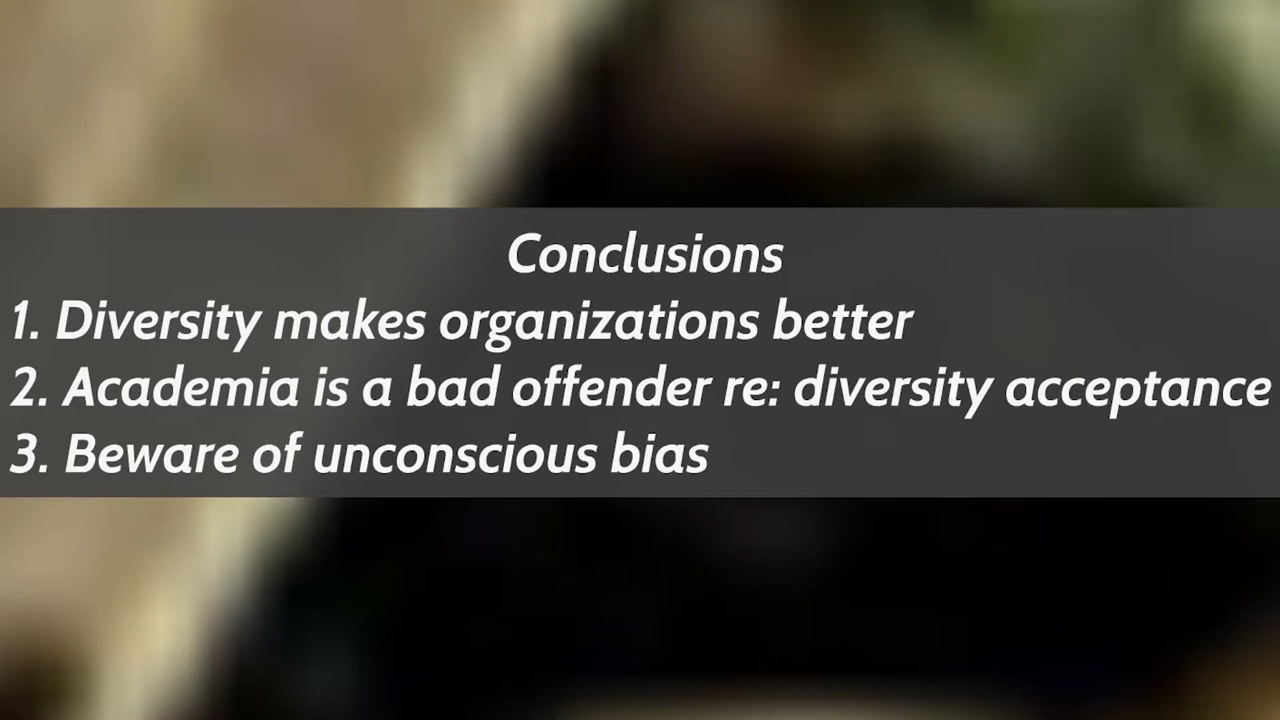 Conclusions
1. Diversity makes organizations better
2. Academia is a bad offender re: diversity acceptance
3. Beware of unconscious bias